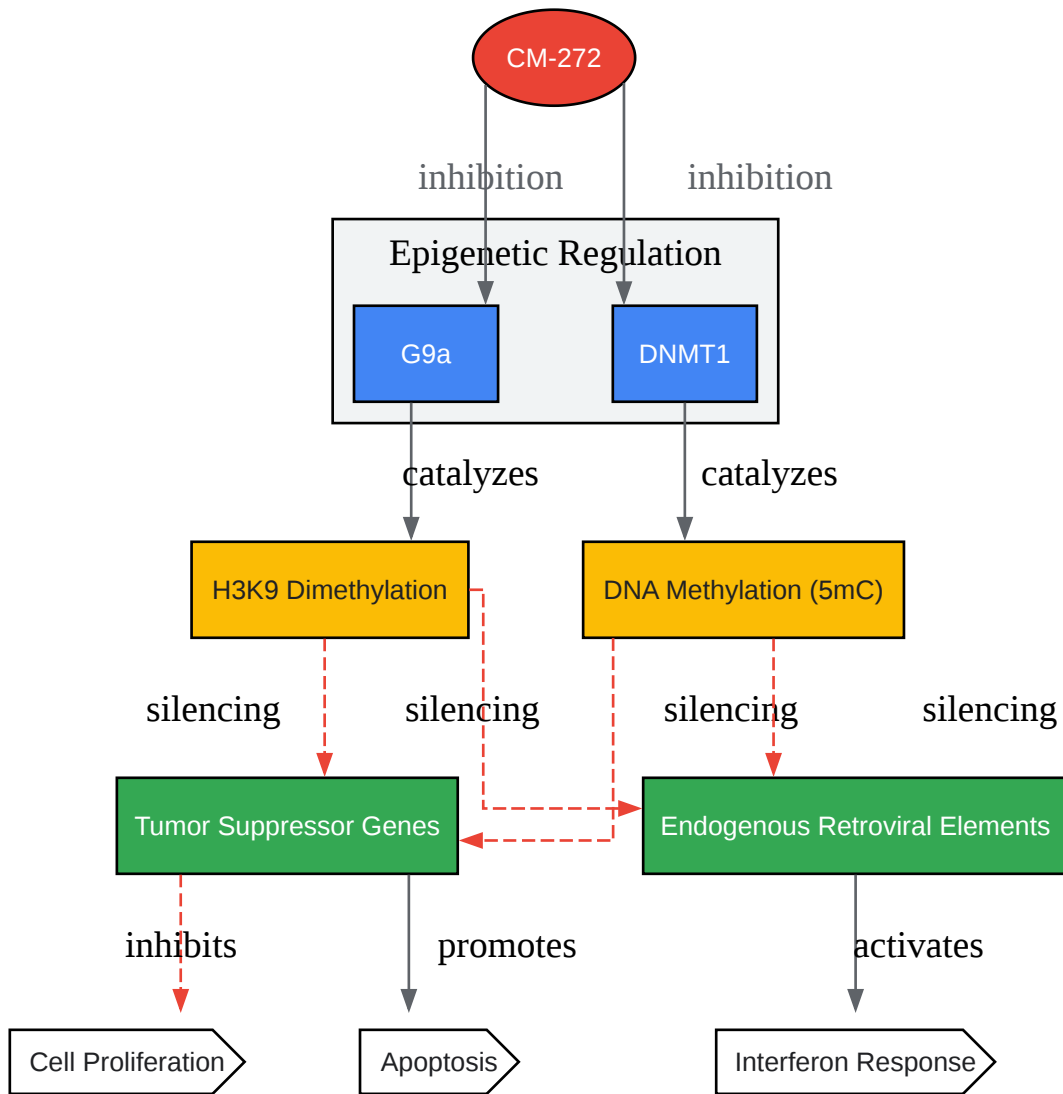 CM-272
inhibition
inhibition
Epigenetic Regulation
G9a
DNMT1
catalyzes
catalyzes
H3K9 Dimethylation
DNA Methylation (5mC)
silencing
silencing
silencing
silencing
Tumor Suppressor Genes
Endogenous Retroviral Elements
inhibits
promotes
activates
Cell Proliferation
Apoptosis
Interferon Response